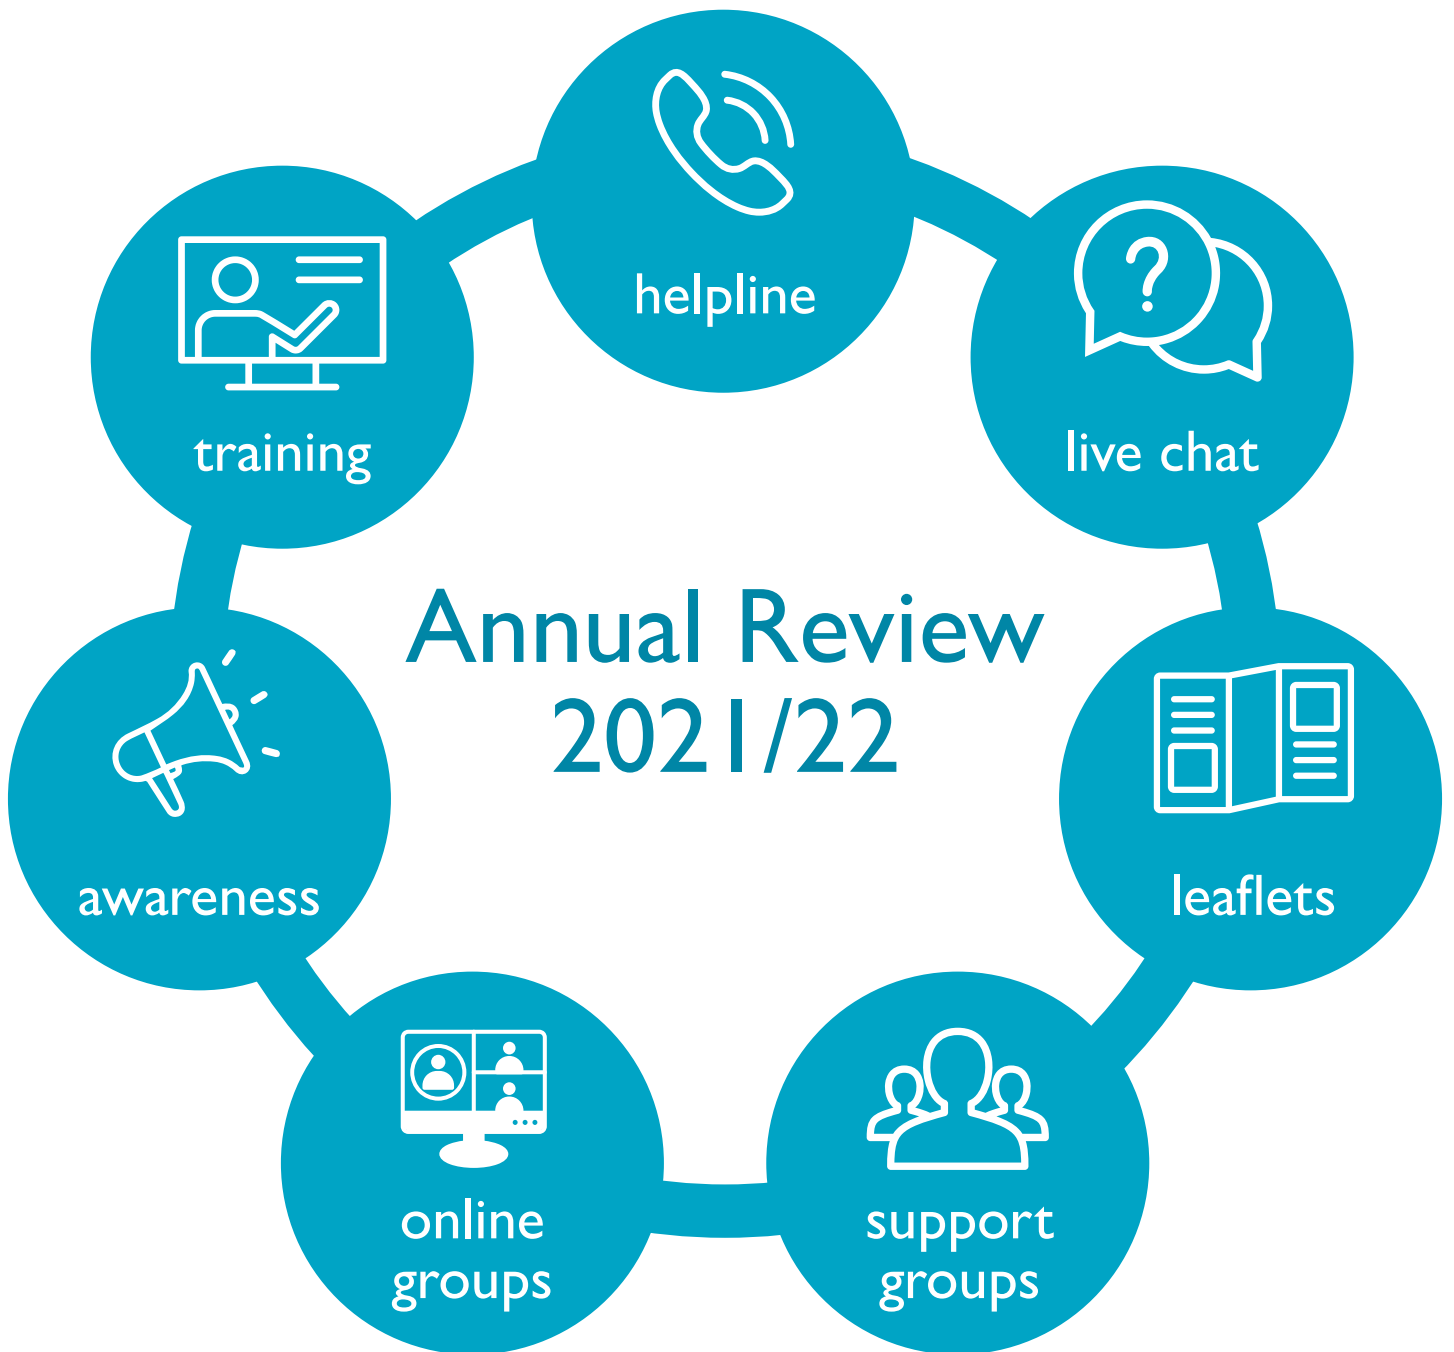 helpline
live chat
training
Annual Review
2021/22
awareness
leaflets
online
groups
support
groups
?